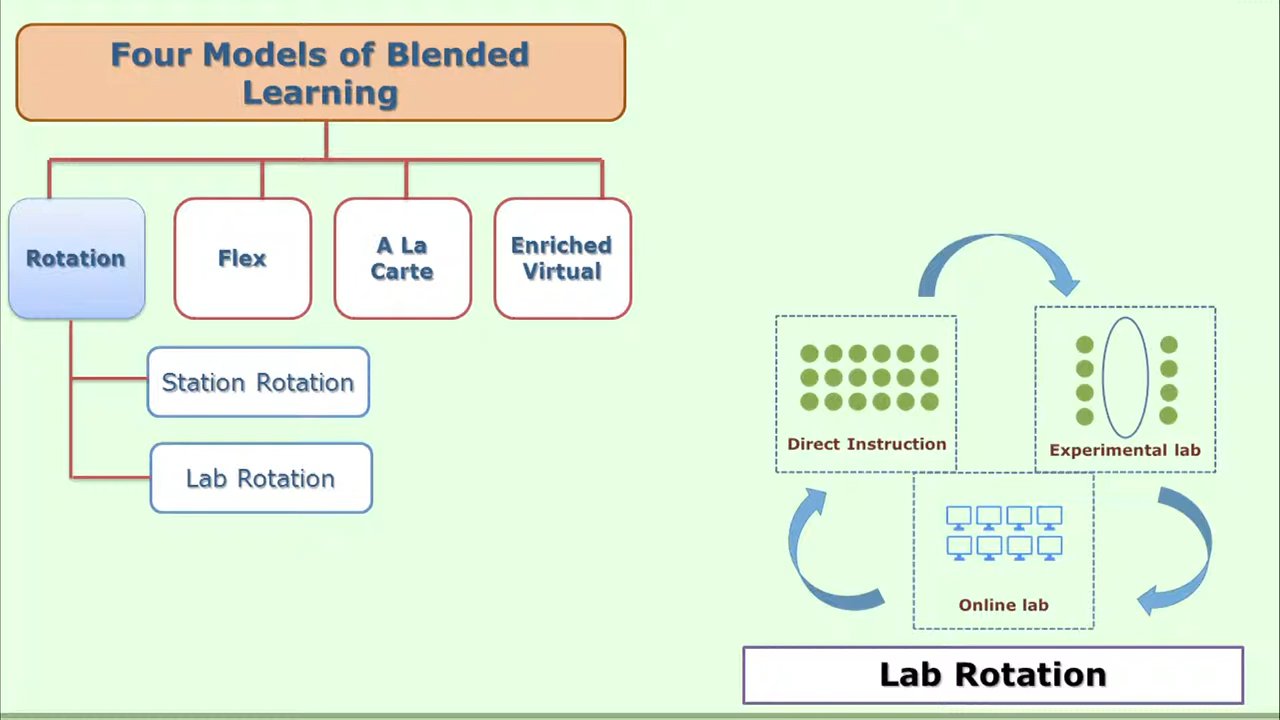 Four Models of Blended
Learning
Rotation
Flex
A La
Carte
Enriched
Virtual
Station Rotation
Lab Rotation
Direct Instruction
Experimental lab
Online lab
Lab Rotation